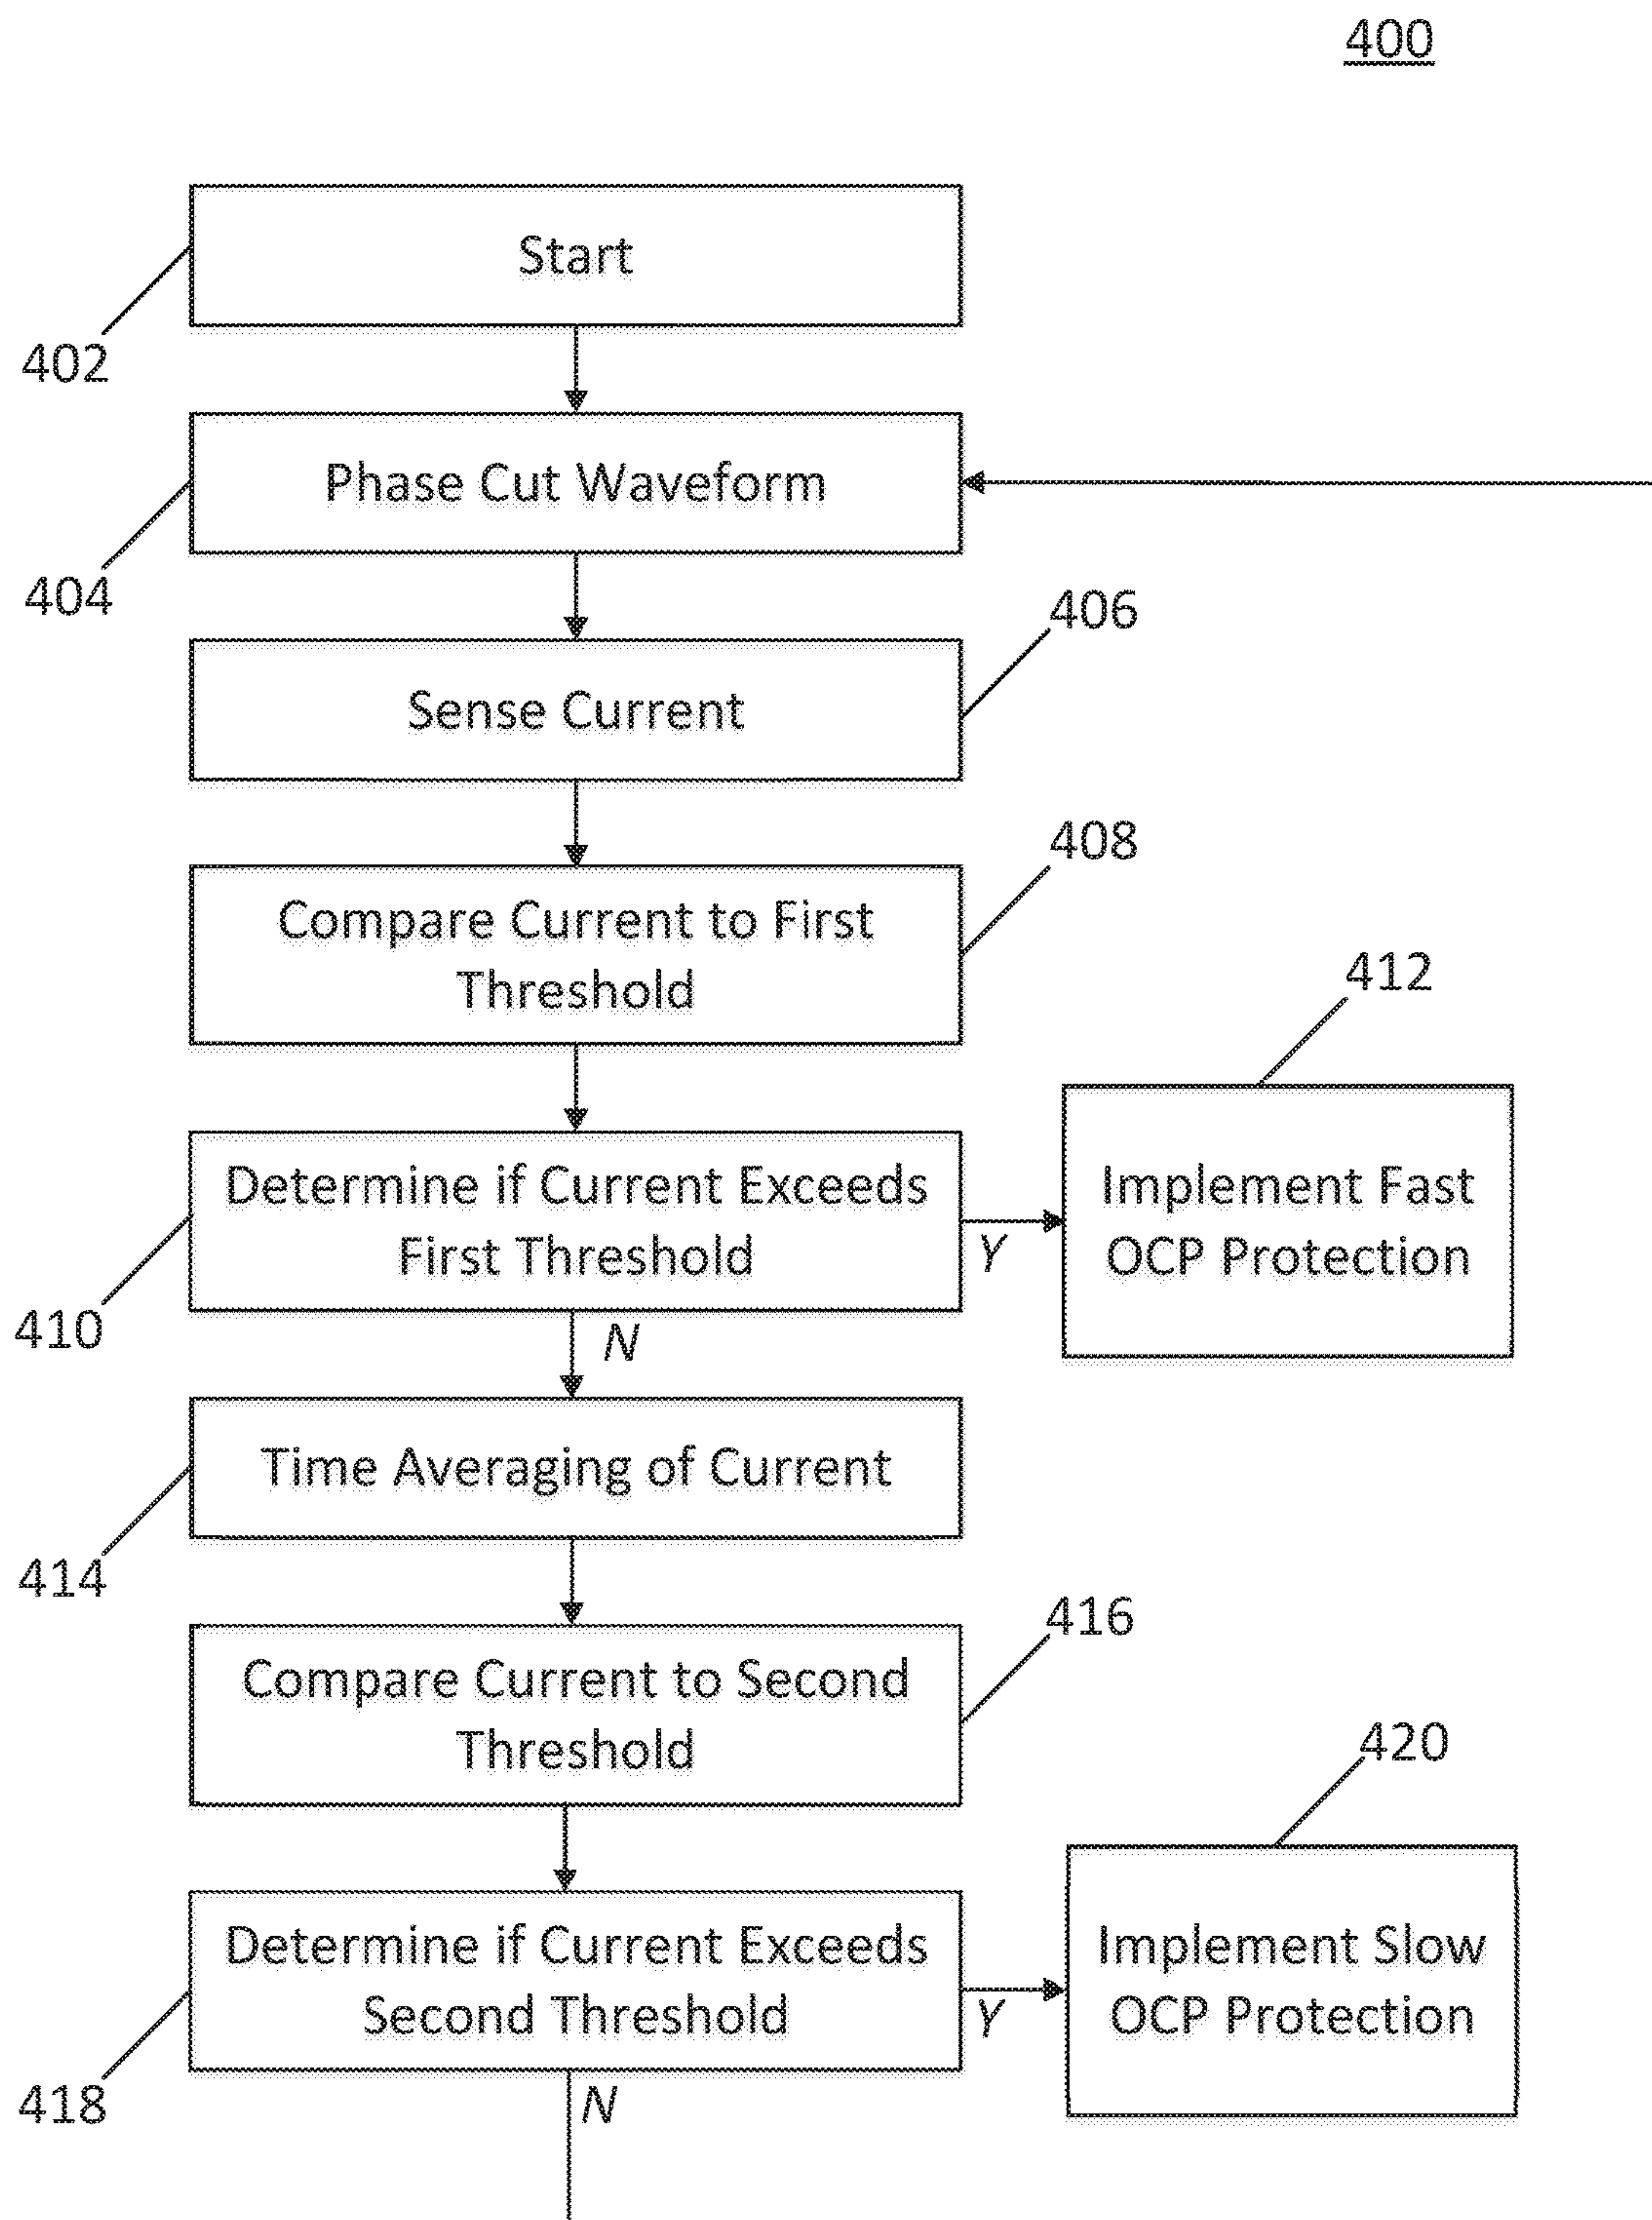 400
Start
402
Phase Cut Waveform
404
406
Sense Current
408
Compare Current to First
Threshold
412
Determine if Current Exceeds
First Threshold
Y
Implement Fast
OCP Protection
410
N
Time Averaging of Current
414
416
Compare Current to Second
Threshold
420
Determine if Current Exceeds
Second Threshold
Y
Implement Slow
OCP Protection
418
N